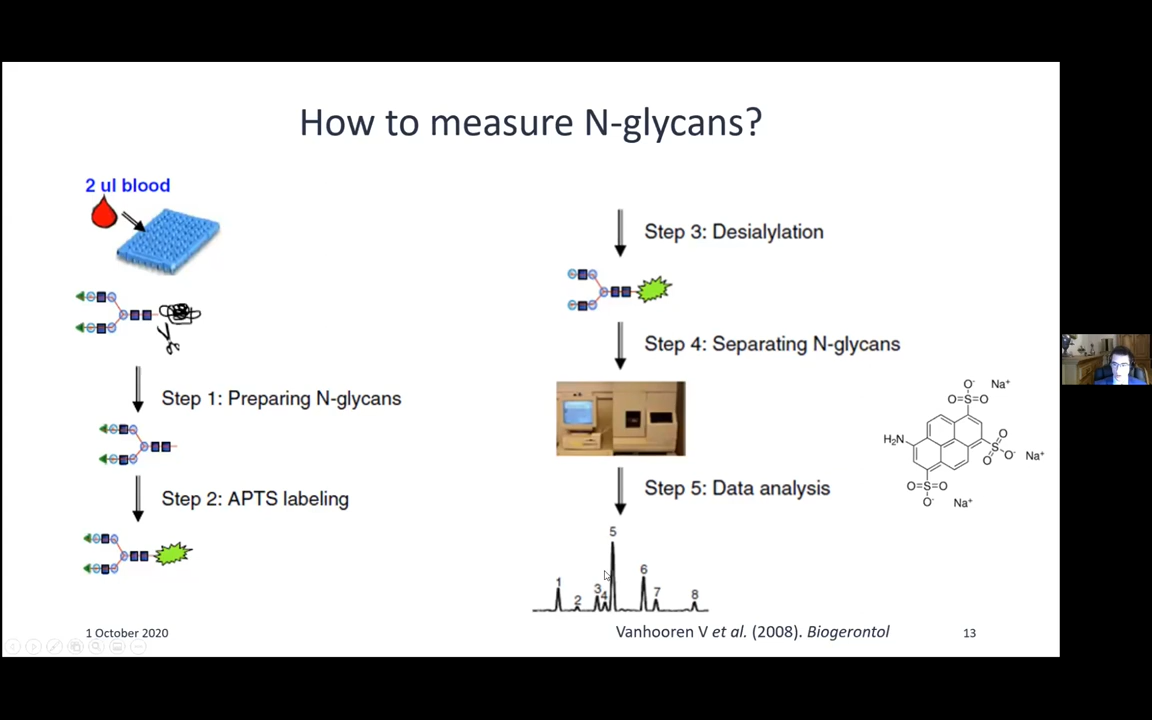 How to measure N-glycans?
2 ul blood
Step 1: Preparing N-glycans
Step 2: APTS labeling
Step 3: Desialylation
Step 4: Separating N-glycans
Step 5: Data analysis
1
2
3
4
5
6
7
8
O⁻ Na⁺
O=S=O
H₂N
O
S
O
O⁻ Na⁺
O=S=O
O⁻ Na⁺
1 October 2020
Vanhooren V et al. (2008). Biogerontol
13